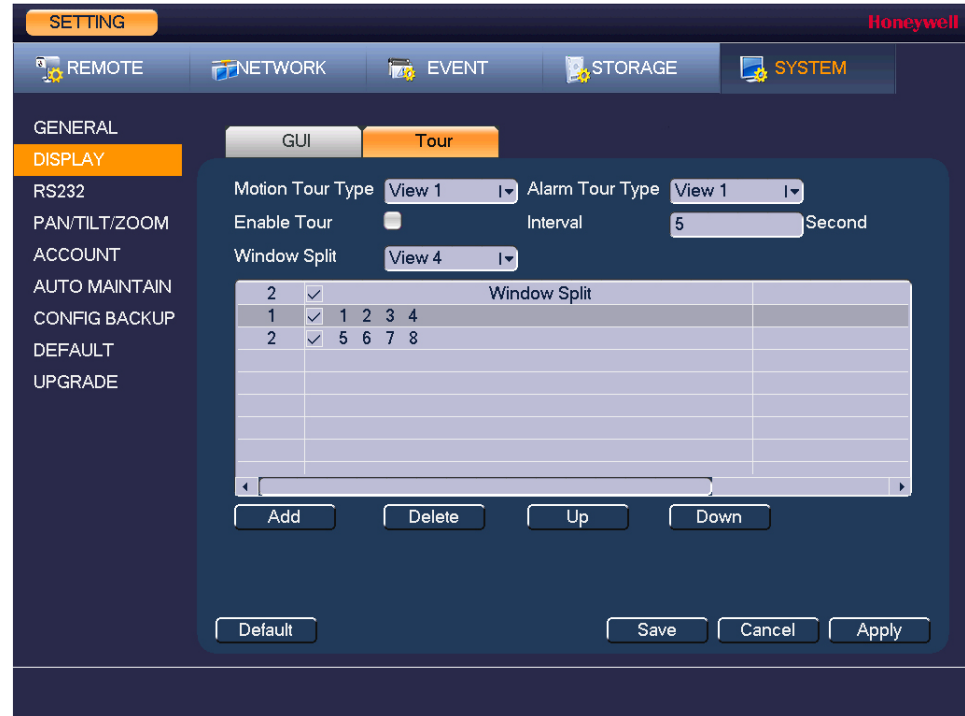 SETTING Honeywell
REMOTE NETWORK EVENT STORAGE SYSTEM
GENERAL
DISPLAY
RS232
PAN/TILT/ZOOM
ACCOUNT
AUTO MAINTAIN
CONFIG BACKUP
DEFAULT
UPGRADE
GUI Tour
Motion Tour Type View 1 Alarm Tour Type View 1
Enable Tour Interval 5 Second
Window Split View 4
2 Window Split
1 1 2 3 4
2 5 6 7 8
Add Delete Up Down
Default Save Cancel Apply